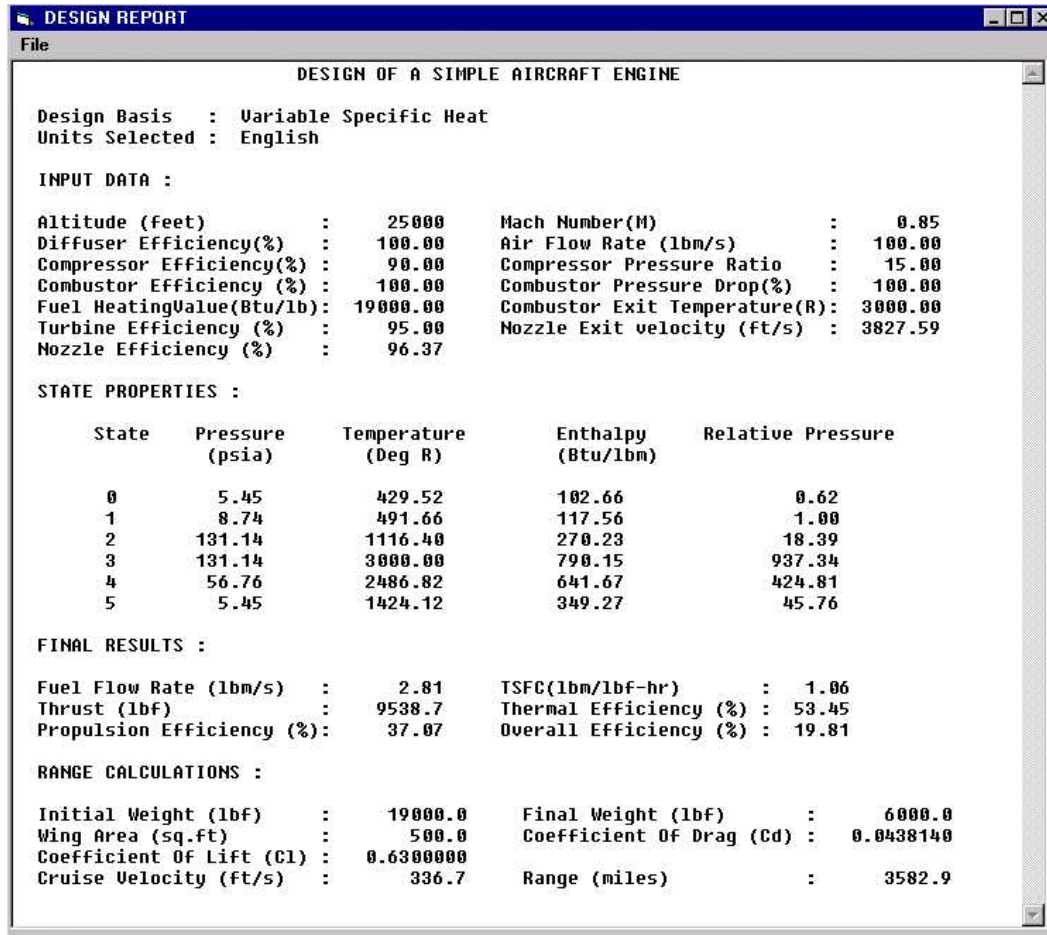 DESIGN REPORT
File
DESIGN OF A SIMPLE AIRCRAFT ENGINE
Design Basis : Variable Specific Heat
Units Selected : English
INPUT DATA :
Altitude (feet) : 25000 Mach Number(M) : 0.85
Diffuser Efficiency(%) : 100.00 Air Flow Rate (lbm/s) : 100.00
Compressor Efficiency(%) : 90.00 Compressor Pressure Ratio : 15.00
Combustor Efficiency (%) : 100.00 Combustor Pressure Drop(%) : 100.00
Fuel HeatingValue(Btu/lb): 19000.00 Combustor Exit Temperature(R): 3000.00
Turbine Efficiency (%) : 95.00 Nozzle Exit velocity (ft/s) : 3827.59
Nozzle Efficiency (%) : 96.37
STATE PROPERTIES :
State Pressure Temperature Enthalpy Relative Pressure
(psia) (Deg R) (Btu/lbm)
0 5.45 429.52 102.66 0.62
1 8.74 491.66 117.56 1.00
2 131.14 1116.40 270.23 18.39
3 131.14 3000.00 790.15 937.34
4 56.76 2486.82 641.67 424.81
5 5.45 1424.12 349.27 45.76
FINAL RESULTS :
Fuel Flow Rate (lbm/s) : 2.81 TSFC(lbm/lbf-hr) : 1.06
Thrust (lbf) : 9538.7 Thermal Efficiency (%) : 53.45
Propulsion Efficiency (%): 37.07 Overall Efficiency (%) : 19.81
RANGE CALCULATIONS :
Initial Weight (lbf) : 19000.0 Final Weight (lbf) : 6000.0
Wing Area (sq.ft) : 500.0 Coefficient Of Drag (Cd) : 0.0438140
Coefficient Of Lift (Cl) : 0.6300000
Cruise Velocity (ft/s) : 336.7 Range (miles) : 3582.9